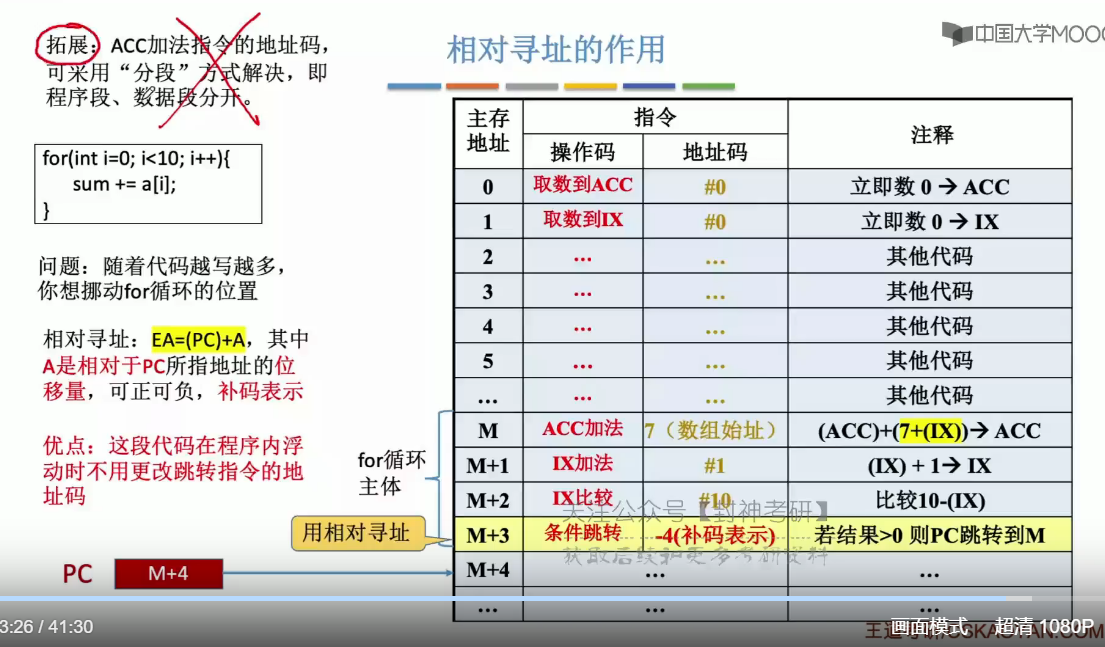 拓展：ACC加法指令的地址码，
可采用“分段”方式解决，即
程序段、数据段分开。
相对寻址的作用
中国大学MOOC
for(int i=0; i<10; i++){
sum += a[i];
}
问题：随着代码越写越多，
你想挪动for循环的位置
相对寻址：EA=(PC)+A，其中
A是相对于PC所指地址的位
移量，可正可负，补码表示
优点：这段代码在程序内浮
动时不用更改跳转指令的地
址码
for循环
主体
用相对寻址
PC M+4
主存地址 指令 注释
操作码 地址码
0 取数到ACC #0 立即数 0 → ACC
1 取数到IX #0 立即数 0 → IX
2 ... ... 其他代码
3 ... ... 其他代码
4 ... ... 其他代码
5 ... ... 其他代码
... ... ... 其他代码
M ACC加法 7（数组始址） (ACC)+(7+(IX))→ ACC
M+1 IX加法 #1 (IX) + 1→ IX
M+2 IX比较 #10 比较10-(IX)
关注公众号【封神考研】
M+3 条件跳转 -4(补码表示) 若结果>0 则PC跳转到M
获取后续和更多考研资料
M+4 ... ...
... ... ...
3:26 / 41:30
画面模式 超清 1080P
王道考研/CSKAOYAN.COM